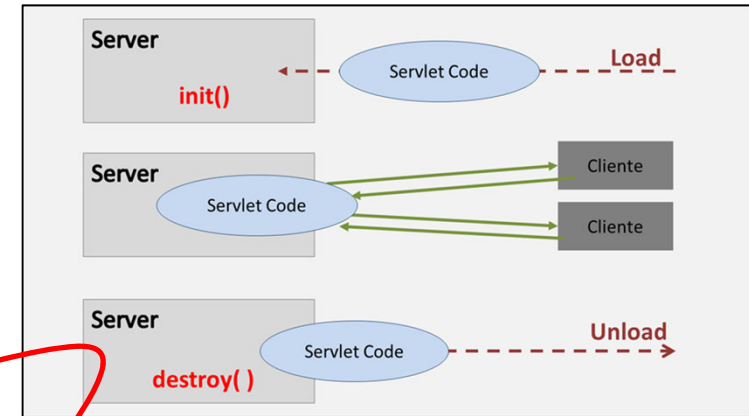 Server
Servlet Code
Load
init()
Server
Cliente
Servlet Code
Cliente
Server
Unload
Servlet Code
destroy( )